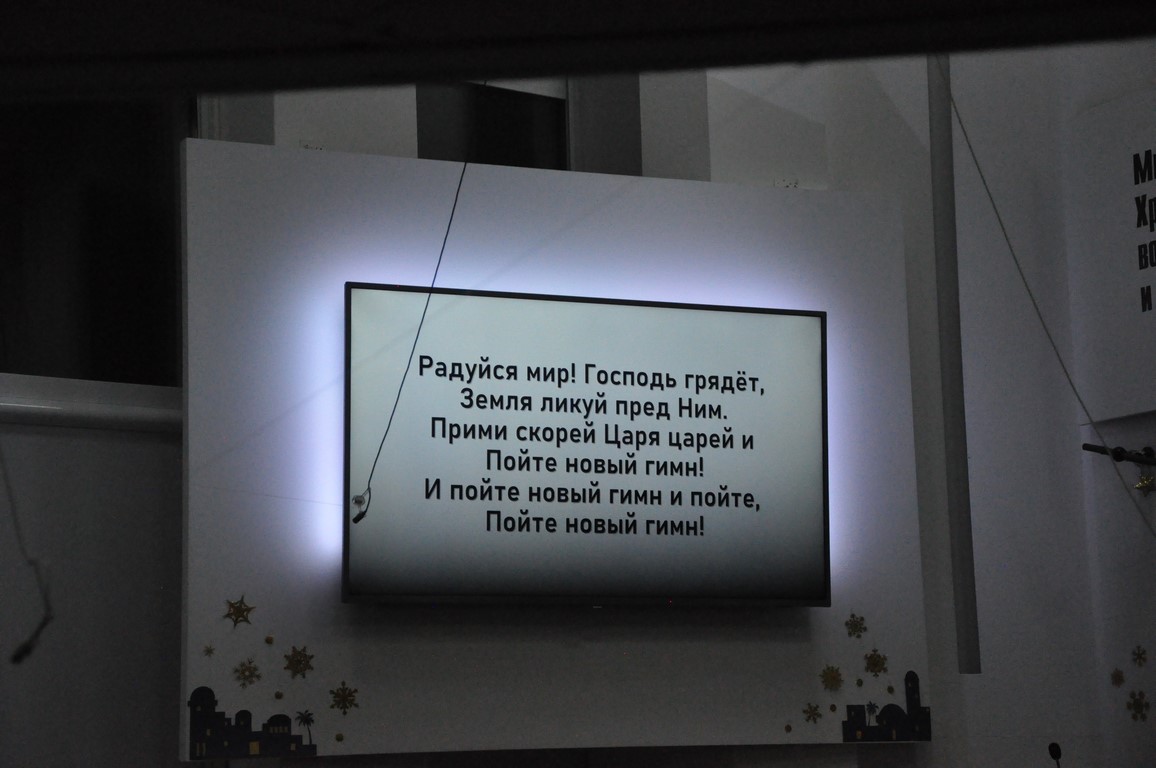 Радуйся мир! Господь грядёт,
Земля ликуй пред Ним.
Прими скорей Царя царей и
Пойте новый гимн!
И пойте новый гимн и пойте,
Пойте новый гимн!
и